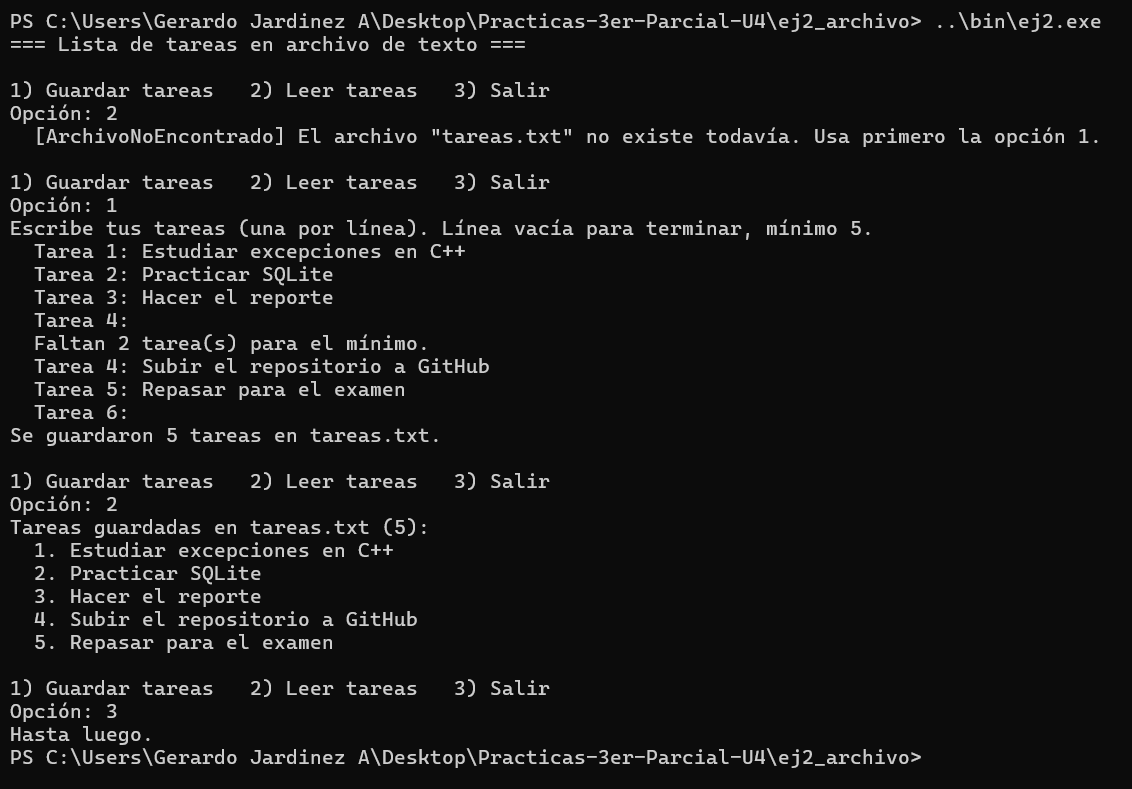 PS C:\Users\Gerardo Jardinez A\Desktop\Practicas-3er-Parcial-U4\ej2_archivo> ..\bin\ej2.exe
=== Lista de tareas en archivo de texto ===

1) Guardar tareas   2) Leer tareas   3) Salir
Opción: 2
  [ArchivoNoEncontrado] El archivo "tareas.txt" no existe todavía. Usa primero la opción 1.

1) Guardar tareas   2) Leer tareas   3) Salir
Opción: 1
Escribe tus tareas (una por línea). Línea vacía para terminar, mínimo 5.
  Tarea 1: Estudiar excepciones en C++
  Tarea 2: Practicar SQLite
  Tarea 3: Hacer el reporte
  Tarea 4:
  Faltan 2 tarea(s) para el mínimo.
  Tarea 4: Subir el repositorio a GitHub
  Tarea 5: Repasar para el examen
  Tarea 6:
Se guardaron 5 tareas en tareas.txt.

1) Guardar tareas   2) Leer tareas   3) Salir
Opción: 2
Tareas guardadas en tareas.txt (5):
  1. Estudiar excepciones en C++
  2. Practicar SQLite
  3. Hacer el reporte
  4. Subir el repositorio a GitHub
  5. Repasar para el examen

1) Guardar tareas   2) Leer tareas   3) Salir
Opción: 3
Hasta luego.
PS C:\Users\Gerardo Jardinez A\Desktop\Practicas-3er-Parcial-U4\ej2_archivo>